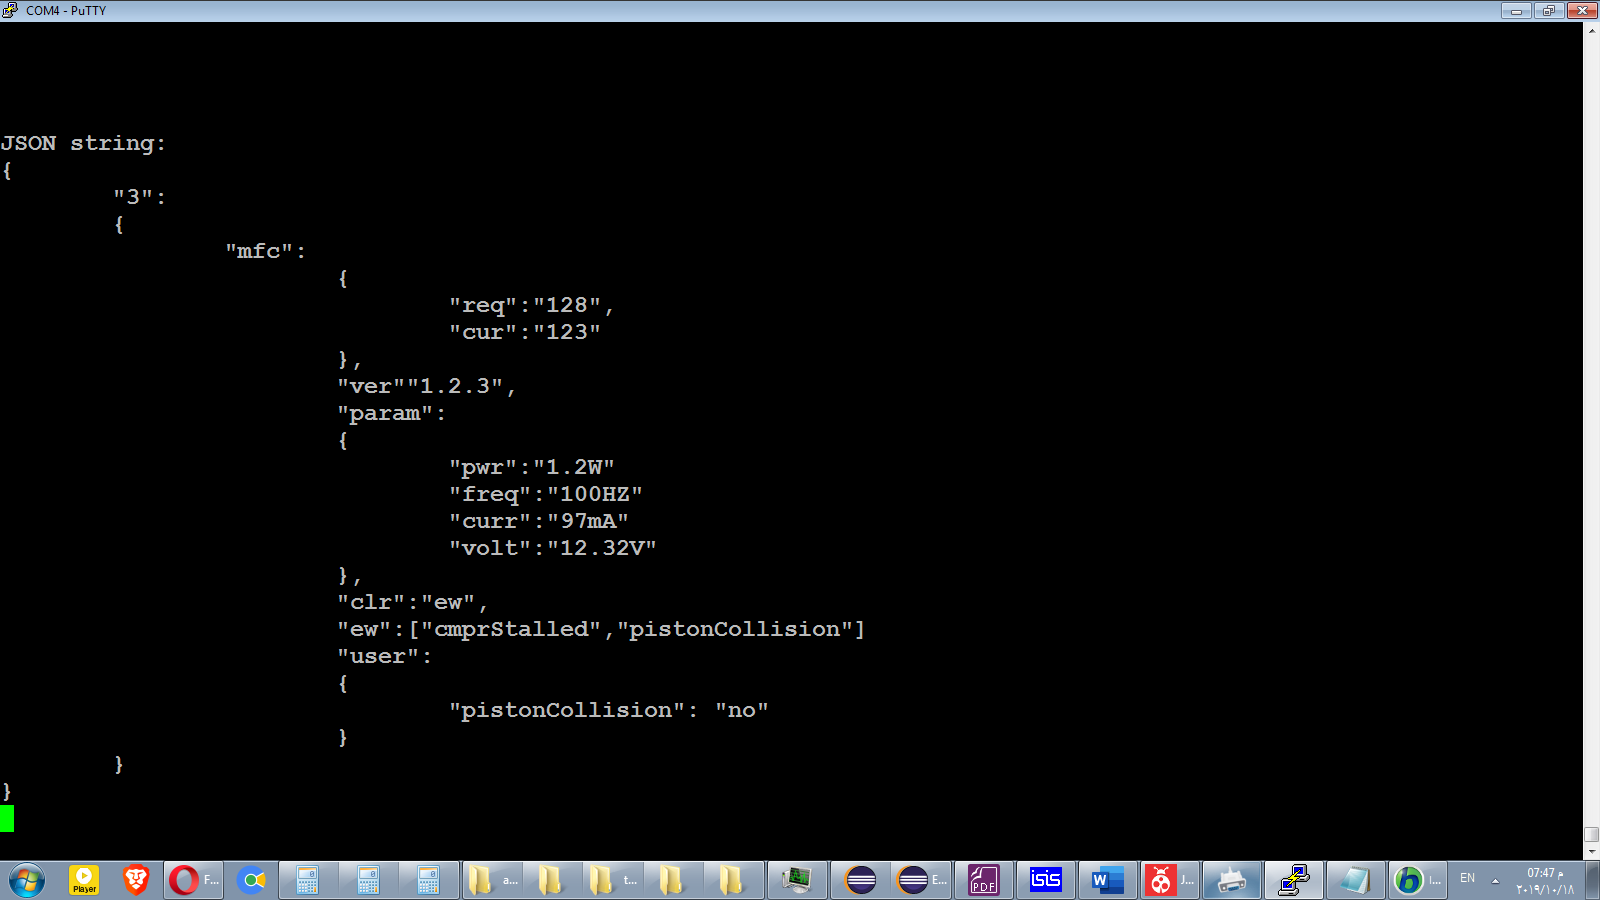 COM4 - PuTTY
JSON string:
{
"3":
{
"mfc":
{
"req":"128",
"cur":"123"
},
"ver""1.2.3",
"param":
{
"pwr":"1.2W"
"freq":"100HZ"
"curr":"97mA"
"volt":"12.32V"
},
"clr":"ew",
"ew":["cmprStalled","pistonCollision"]
"user":
{
"pistonCollision": "no"
}
}
}
Player
F...
a...
t...
E...
PDF
isis
W
J...
b
I...
EN
07:47 م
٢٠١٩/١٠/١٨